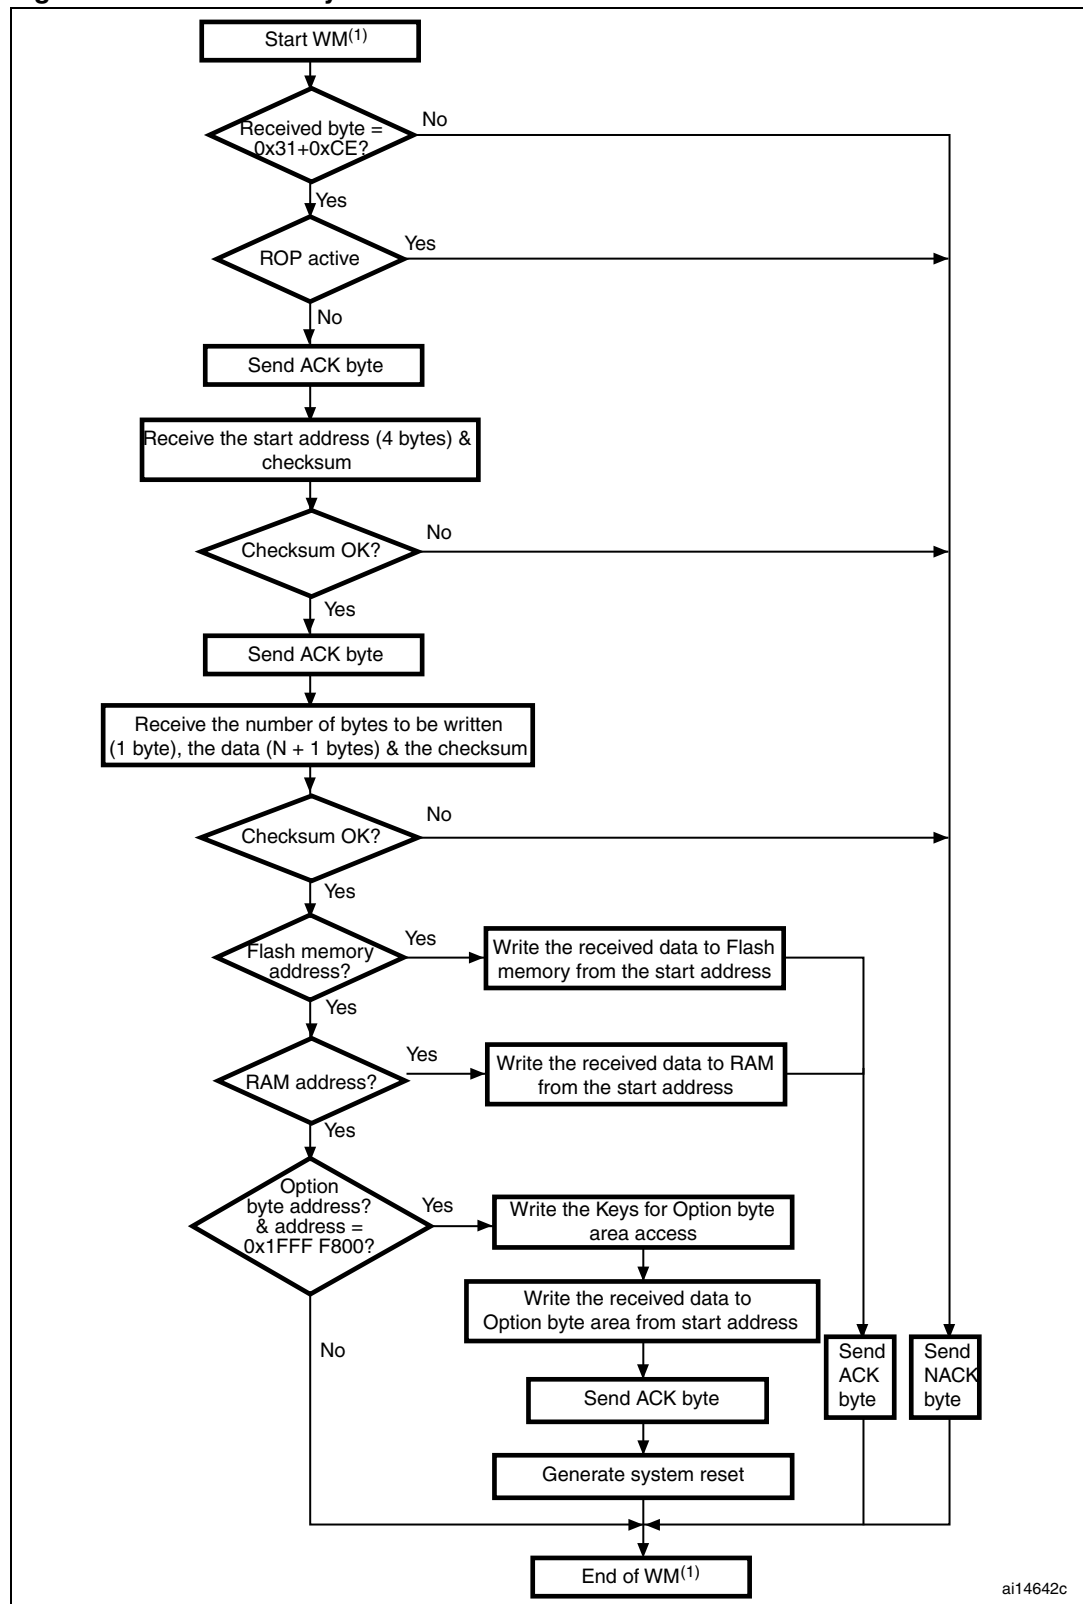 Start WM(1)
Received byte =
0x31+0xCE?
No
Yes
ROP active
Yes
No
Send ACK byte
Receive the start address (4 bytes) &
checksum
Checksum OK?
No
Yes
Send ACK byte
Receive the number of bytes to be written
(1 byte), the data (N + 1 bytes) & the checksum
Checksum OK?
No
Yes
Flash memory
address?
Yes
Write the received data to Flash
memory from the start address
Yes
RAM address?
Yes
Write the received data to RAM
from the start address
Yes
Option
byte address?
& address =
0x1FFF F800?
Yes
Write the Keys for Option byte
area access
Write the received data to
Option byte area from start address
No
Send
ACK
byte
Send
NACK
byte
Send ACK byte
Generate system reset
End of WM(1)
ai14642c